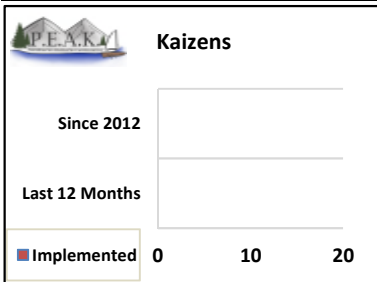 P.E.A.K.
Kaizens
Since 2012
Last 12 Months
Implemented
0 10 20